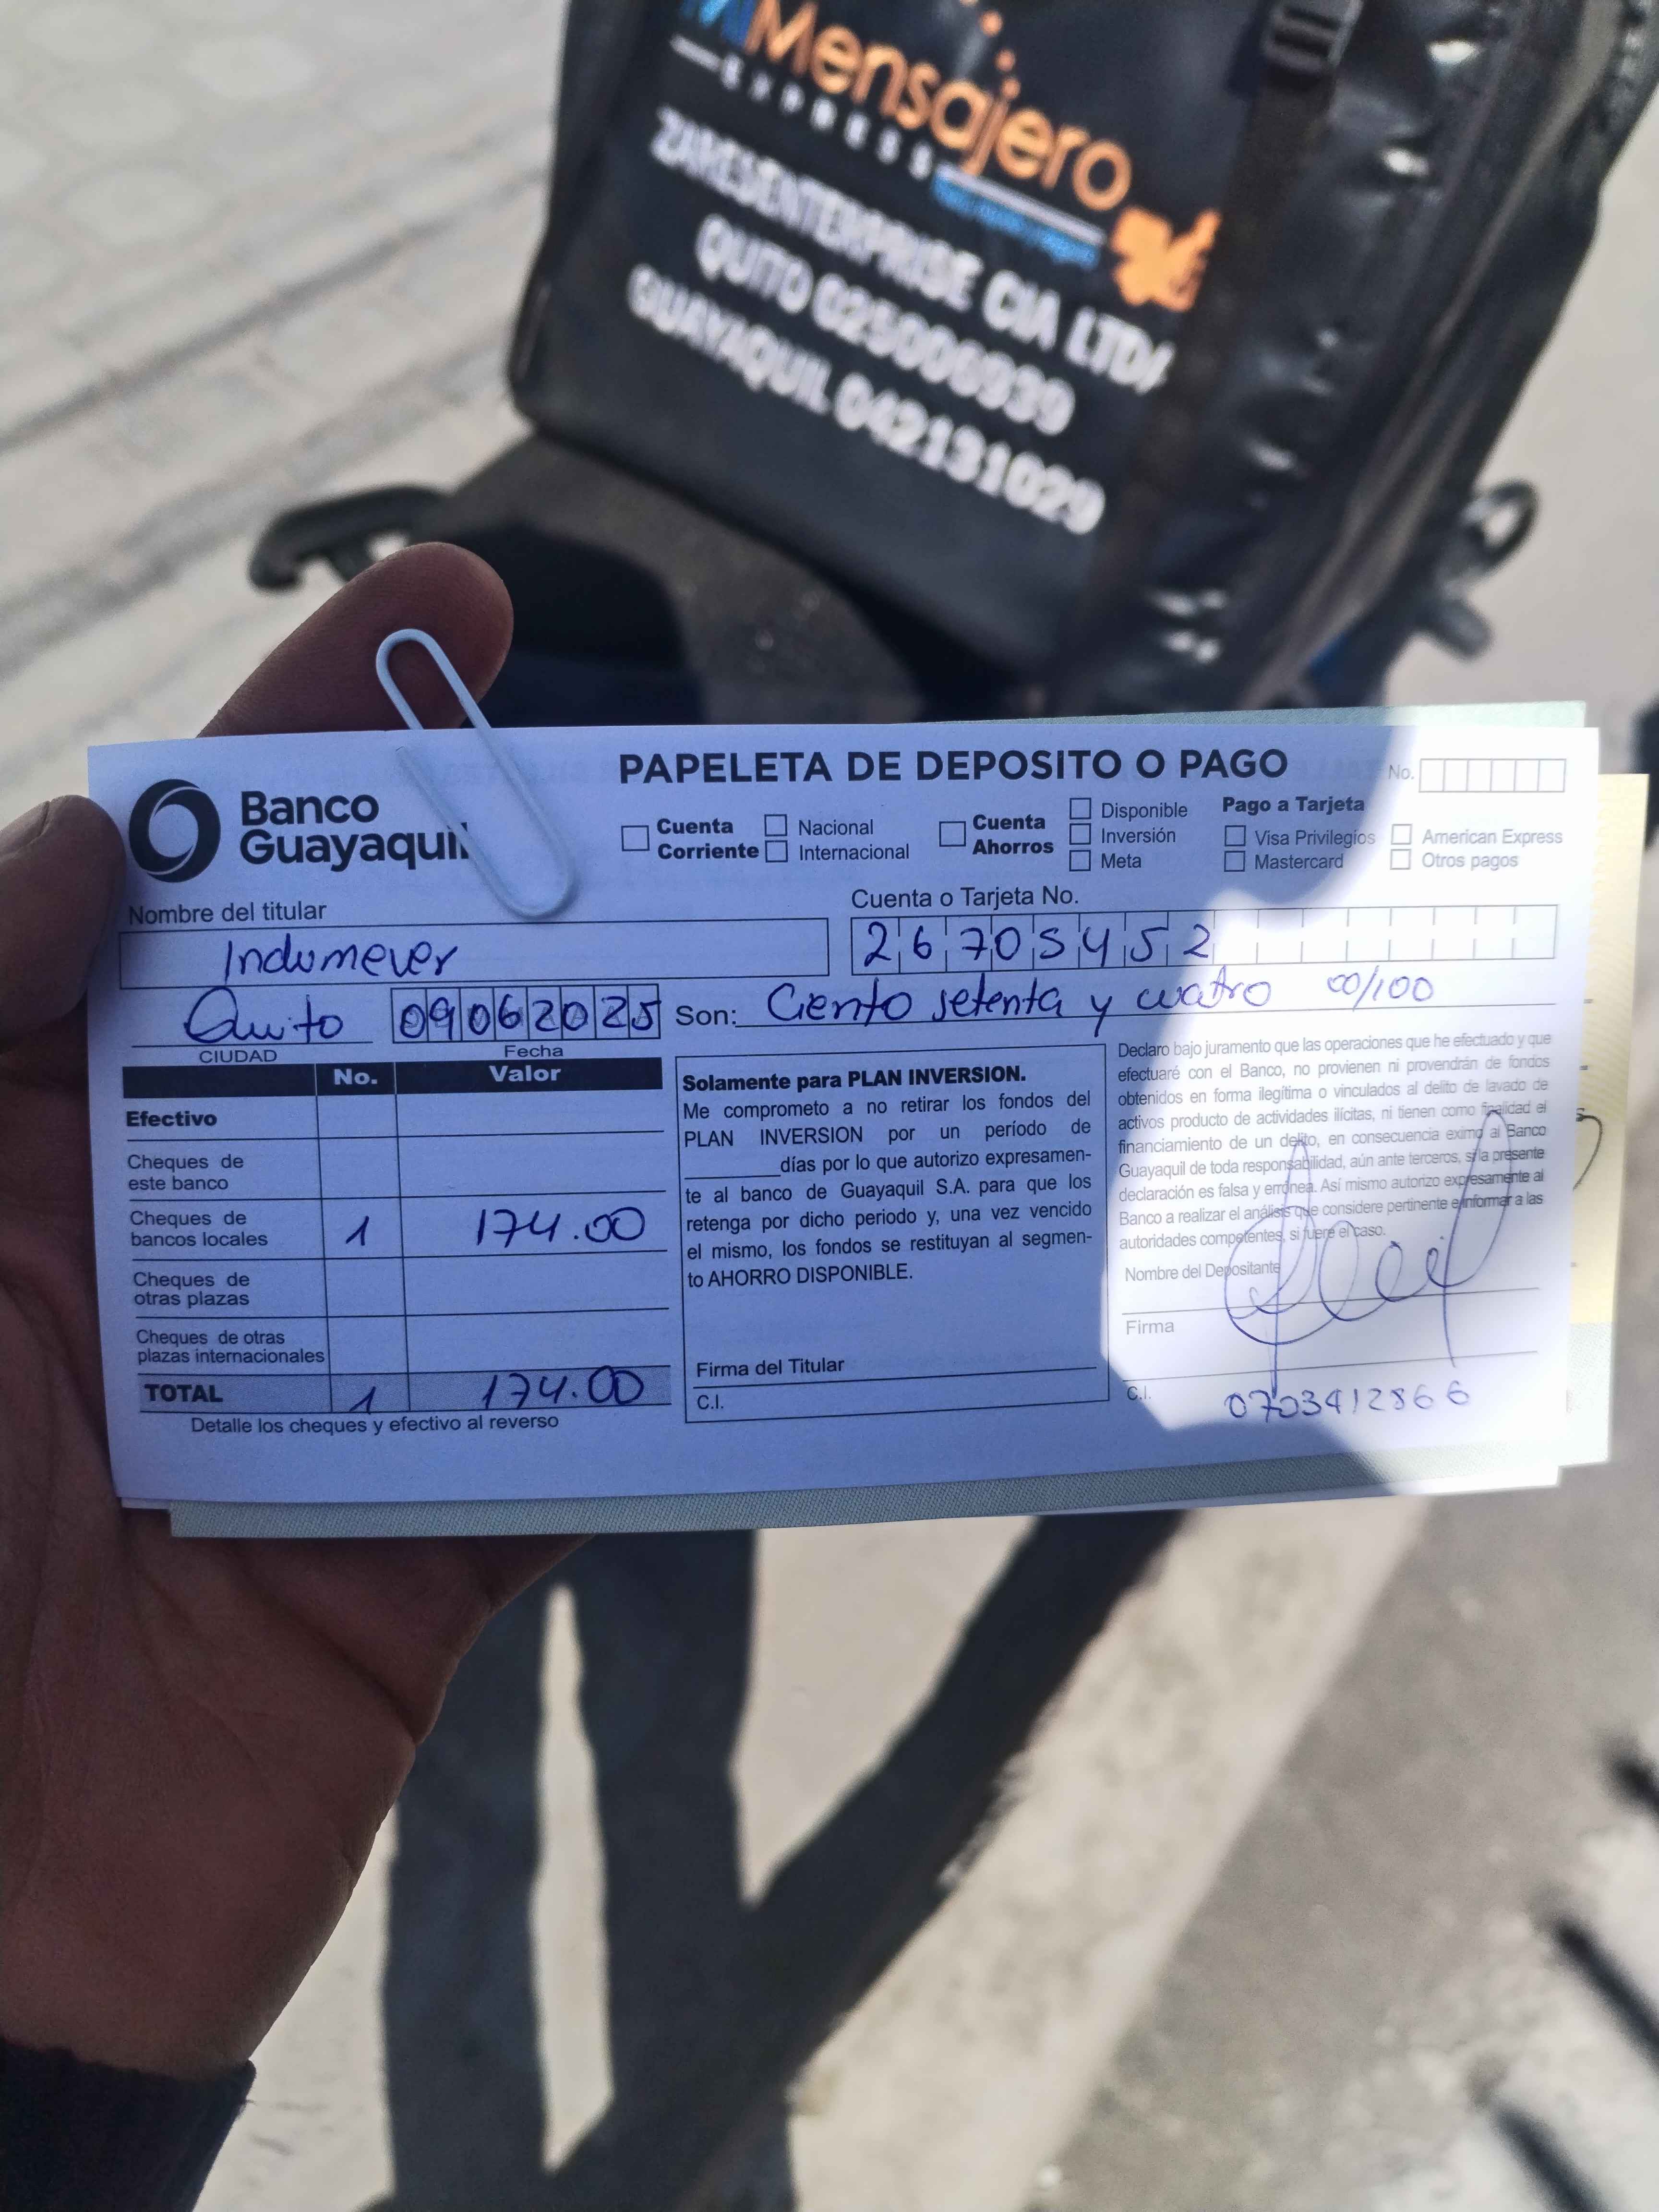 Mensajero
EXPRESS
ZARESENTERPRISE CIA LTD/
QUITO 025006939
GUAYAQUIL 042131029
PAPELETA DE DEPOSITO O PAGO
No.
Banco
Guayaquil
Cuenta
Corriente
Nacional
Internacional
Cuenta
Ahorros
Disponible
Inversión
Meta
Pago a Tarjeta
Visa Privilegios
Mastercard
American Express
Otros pagos
Nombre del titular
Indumever
Cuenta o Tarjeta No.
26705452
Quito
CIUDAD
09062025
Fecha
Son: Ciento setenta y cuatro 00/100
No. Valor
Efectivo
Cheques de
este banco
Cheques de
bancos locales 1 174.00
Cheques de
otras plazas
Cheques de otras
plazas internacionales
TOTAL 1 174.00
Detalle los cheques y efectivo al reverso
Solamente para PLAN INVERSION.
Me comprometo a no retirar los fondos del
PLAN INVERSION por un período de
________días por lo que autorizo expresamen-
te al banco de Guayaquil S.A. para que los
retenga por dicho periodo y, una vez vencido
el mismo, los fondos se restituyan al segmen-
to AHORRO DISPONIBLE.
Firma del Titular
C.I.
Declaro bajo juramento que las operaciones que he efectuado y que
efectuaré con el Banco, no provienen ni provendrán de fondos
obtenidos en forma ilegítima o vinculados al delito de lavado de
activos producto de actividades ilícitas, ni tienen como finalidad el
financiamiento de un delito, en consecuencia eximo al Banco
Guayaquil de toda responsabilidad, aún ante terceros, si la presente
declaración es falsa y errónea. Así mismo autorizo expresamente al
Banco a realizar el análisis que considere pertinente e informar a las
autoridades competentes, si fuere el caso.
Nombre del Depositante
Firma
C.I. 0703412866